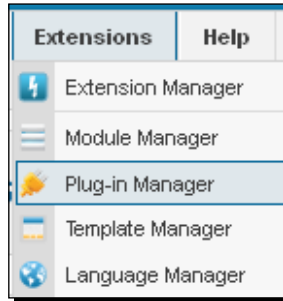 Extensions Help
Extension Manager
Module Manager
Plug-in Manager
Template Manager
Language Manager